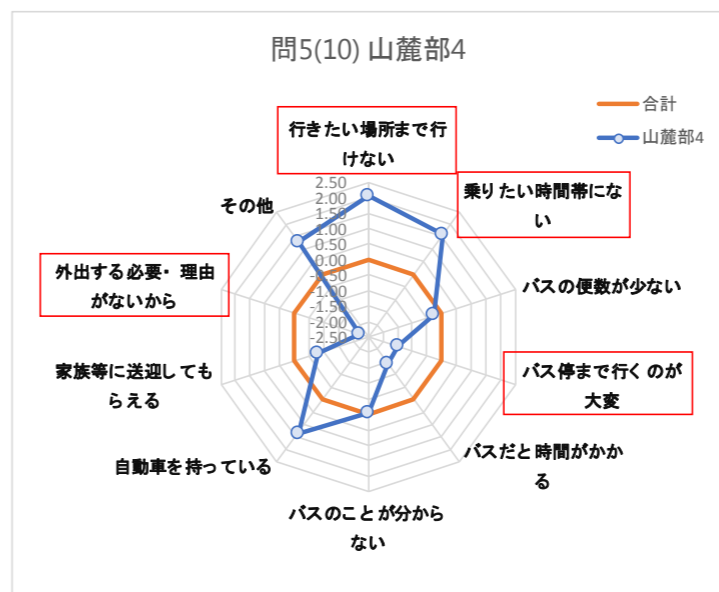 問5(10) 山麓部4
合計
山麓部4
行きたい場所まで行
けない
乗りたい時間帯にな
い
バスの便数が少ない
バス停まで行くのが
大変
バスだと時間がかか
る
バスのことが分から
ない
自動車を持っている
家族等に送迎しても
らえる
外出する必要・理由
がないから
その他
2.50
2.00
1.50
1.00
0.50
0.00
-0.50
-1.00
-1.50
-2.00
-2.50